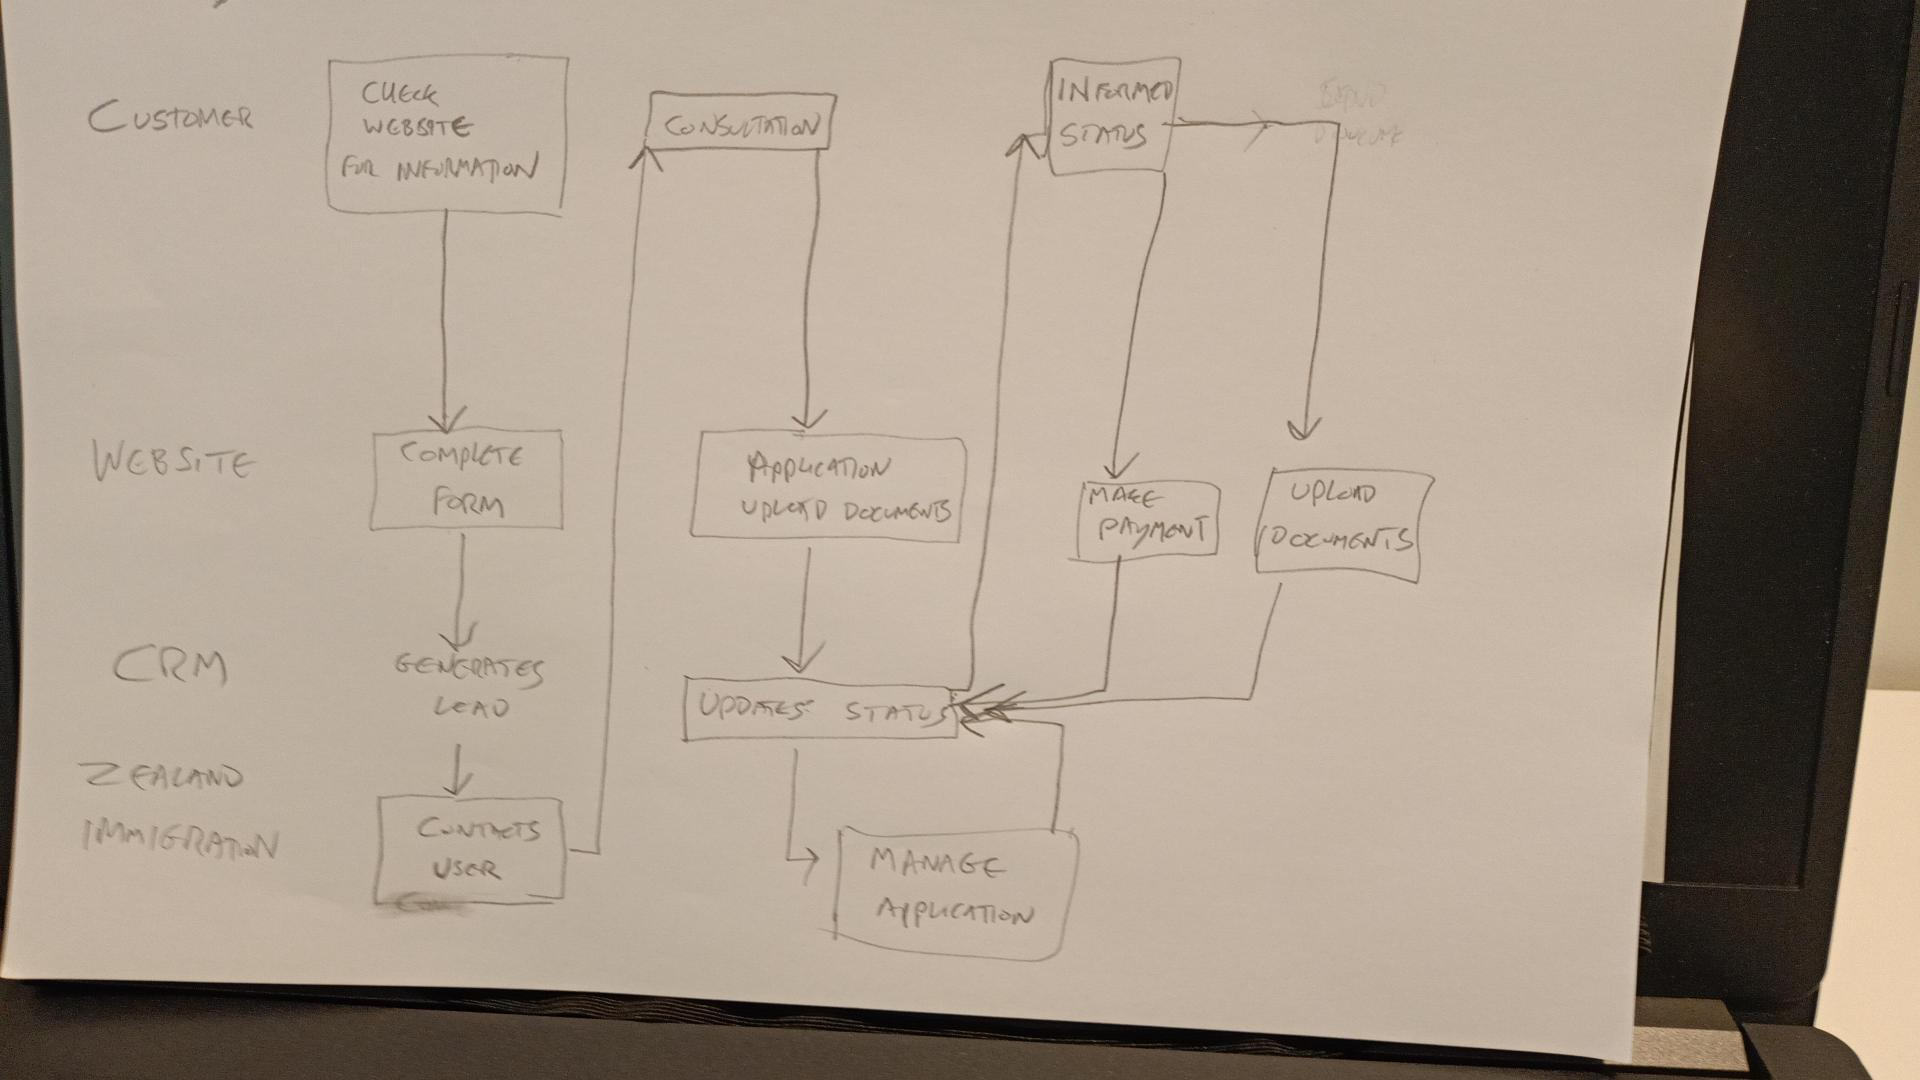 CUSTOMER
CHECK
WEBSITE
FOR INFORMATION
CONSULTATION
INFORMED
STATUS
WEBSITE
COMPLETE
FORM
APPLICATION
UPLOAD DOCUMENTS
MAKE
PAYMENT
UPLOAD
DOCUMENTS
CRM
GENERATES
LEAD
UPDATES STATUS
ZEALAND
IMMIGRATION
CONTACTS
USER
MANAGE
APPLICATION